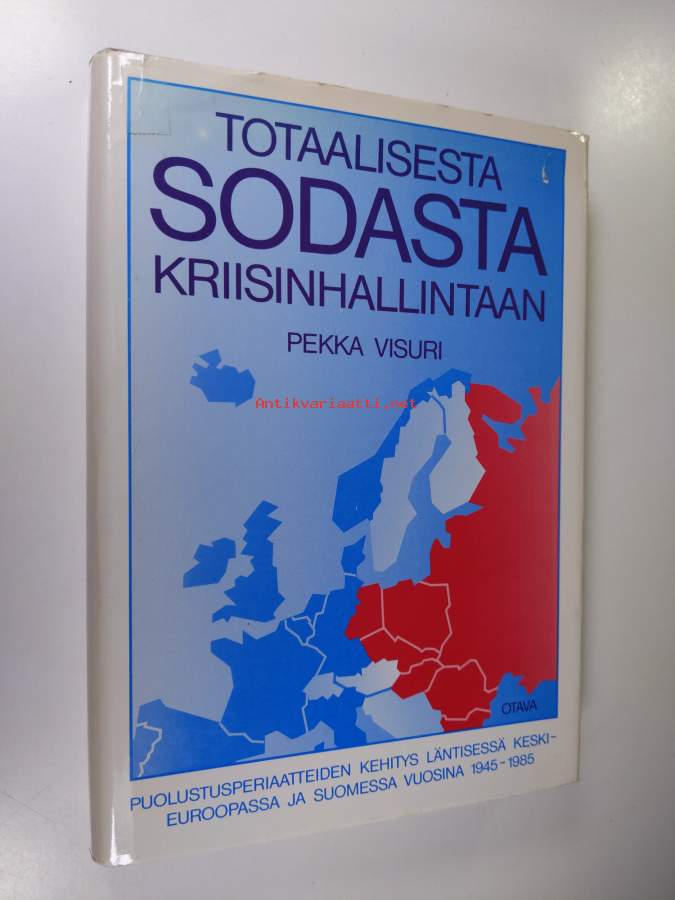 TOTAALISESTA
SODASTA
KRIISINHALLINTAAN
PEKKA VISURI
Antikvariaatti.net
OTAVA
PUOLUSTUSPERIAATTEIDEN KEHITYS LÄNTISESSÄ KESKI-
EUROOPASSA JA SUOMESSA VUOSINA 1945-1985